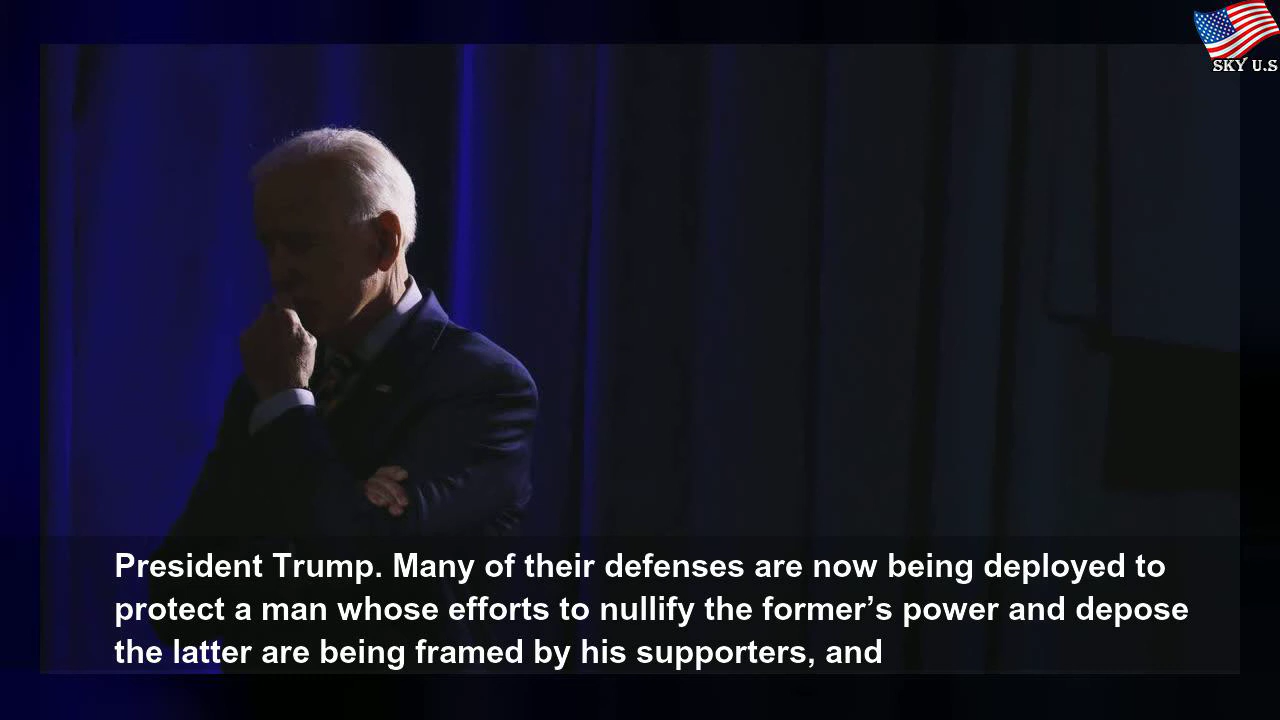 SKY U.S
President Trump. Many of their defenses are now being deployed to
protect a man whose efforts to nullify the former’s power and depose
the latter are being framed by his supporters, and